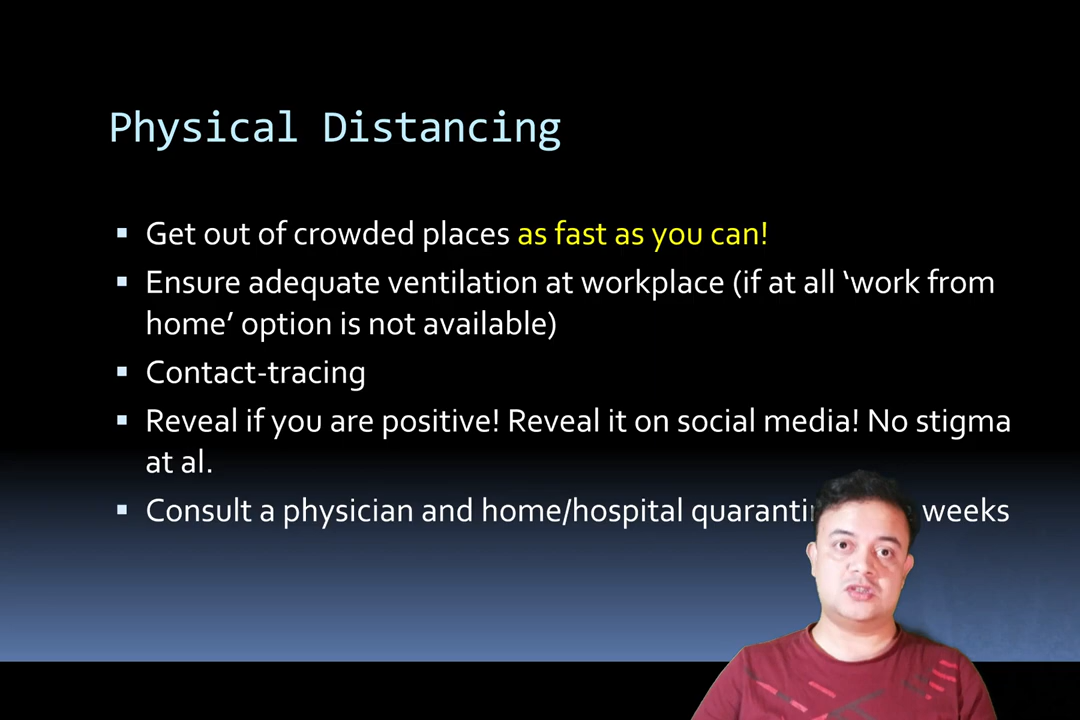 Physical Distancing
Get out of crowded places as fast as you can!
Ensure adequate ventilation at workplace (if at all ‘work from
home’ option is not available)
Contact-tracing
Reveal if you are positive! Reveal it on social media! No stigma
at al.
Consult a physician and home/hospital weeks